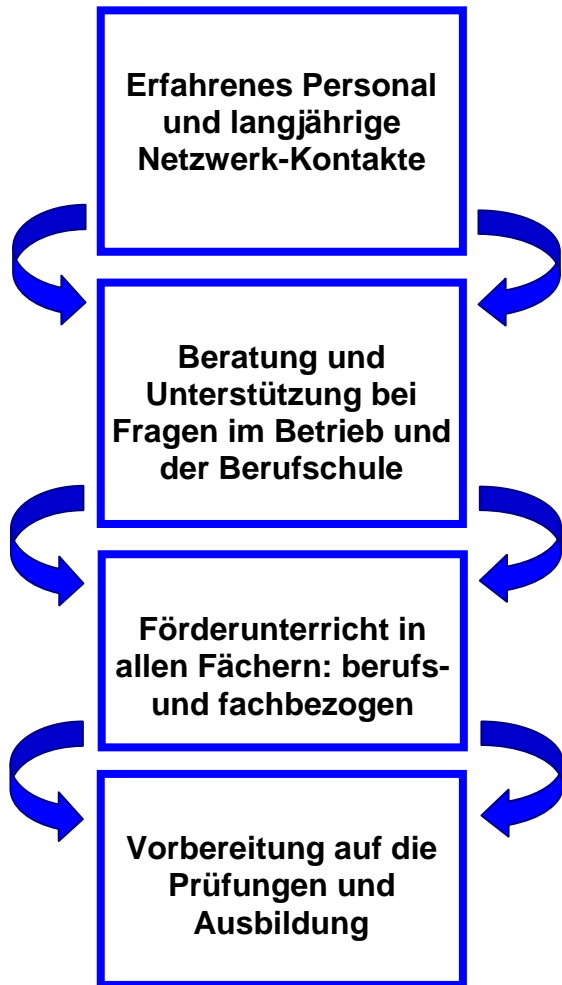 Erfahrenes Personal
und langjährige
Netzwerk-Kontakte
Beratung und
Unterstützung bei
Fragen im Betrieb und
der Berufschule
Förderunterricht in
allen Fächern: berufs-
und fachbezogen
Vorbereitung auf die
Prüfungen und
Ausbildung